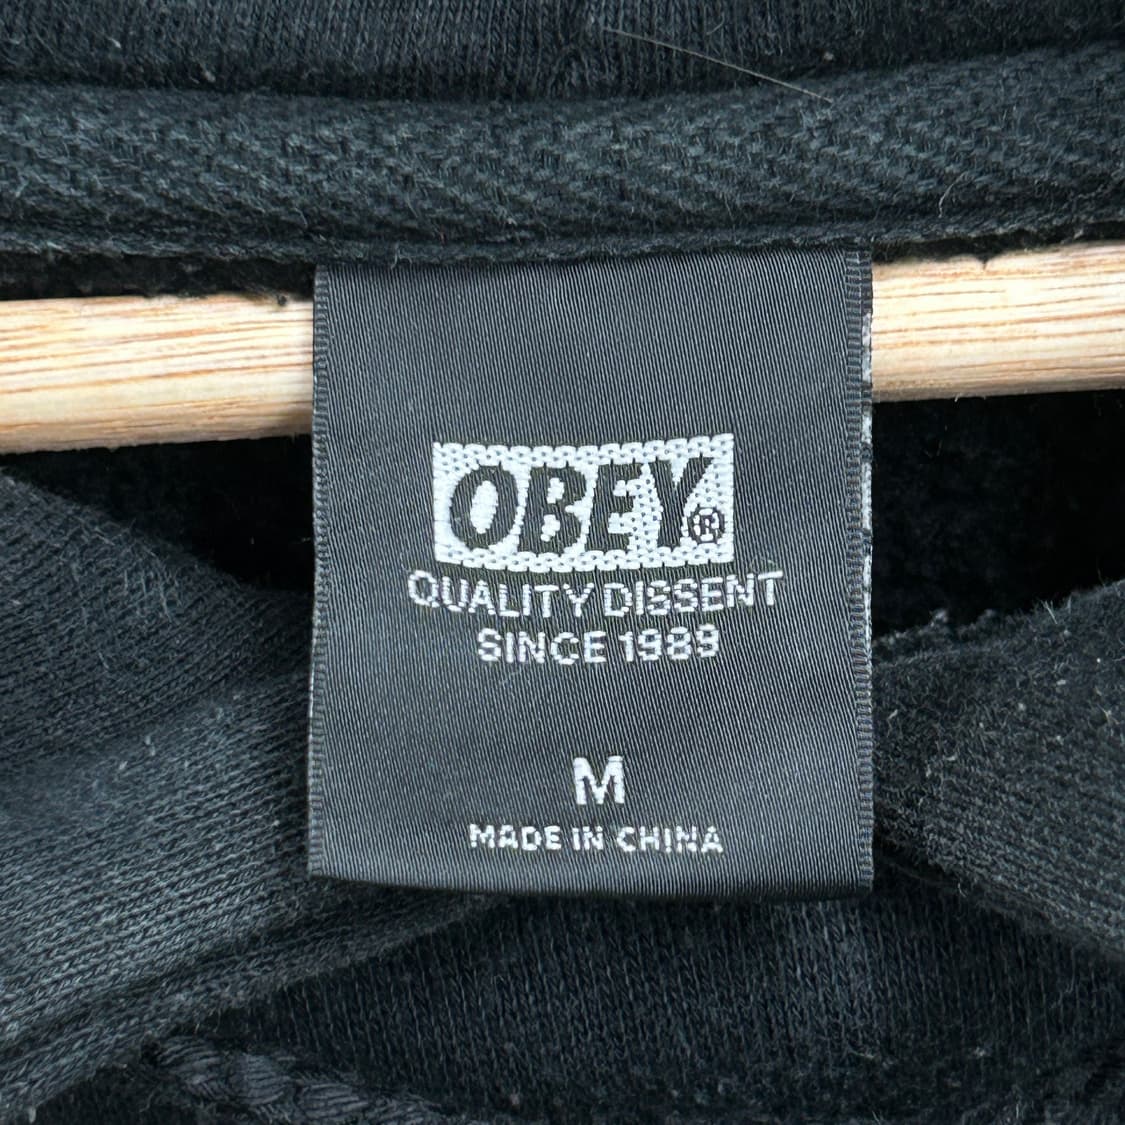 OBEY®
QUALITY DISSENT
SINCE 1989
M
MADE IN CHINA